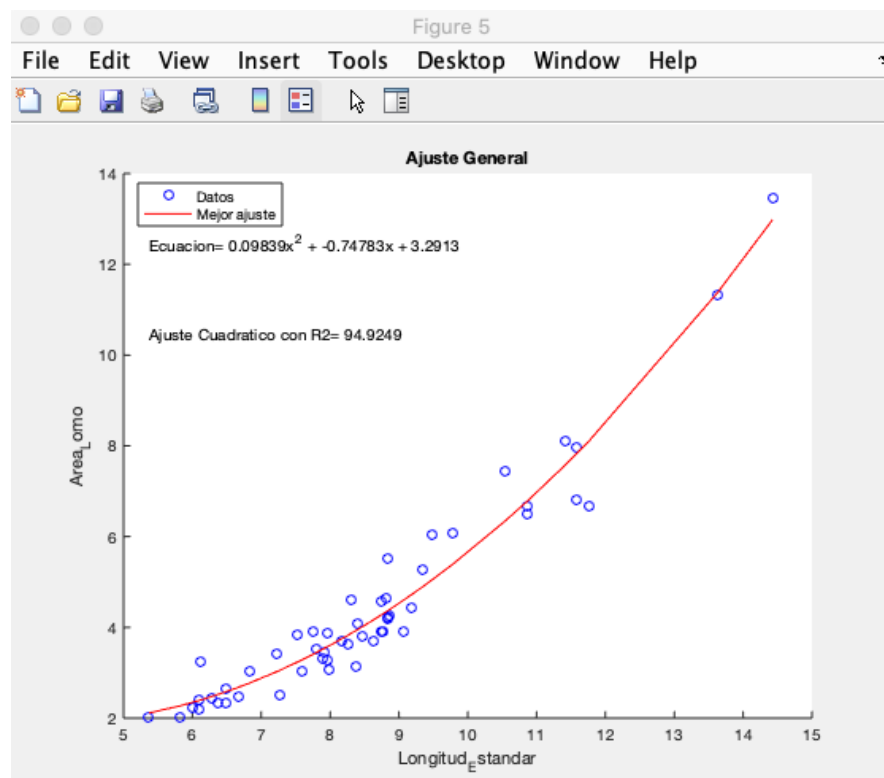 Figure 5
File Edit View Insert Tools Desktop Window Help
Ajuste General
14
Datos
Mejor ajuste
Ecuacion= 0.09839x² + -0.74783x + 3.2913
12
Ajuste Cuadratico con R2= 94.9249
10
Area_Lomo
8
6
4
2
5 6 7 8 9 10 11 12 13 14 15
Longitud_Estandar